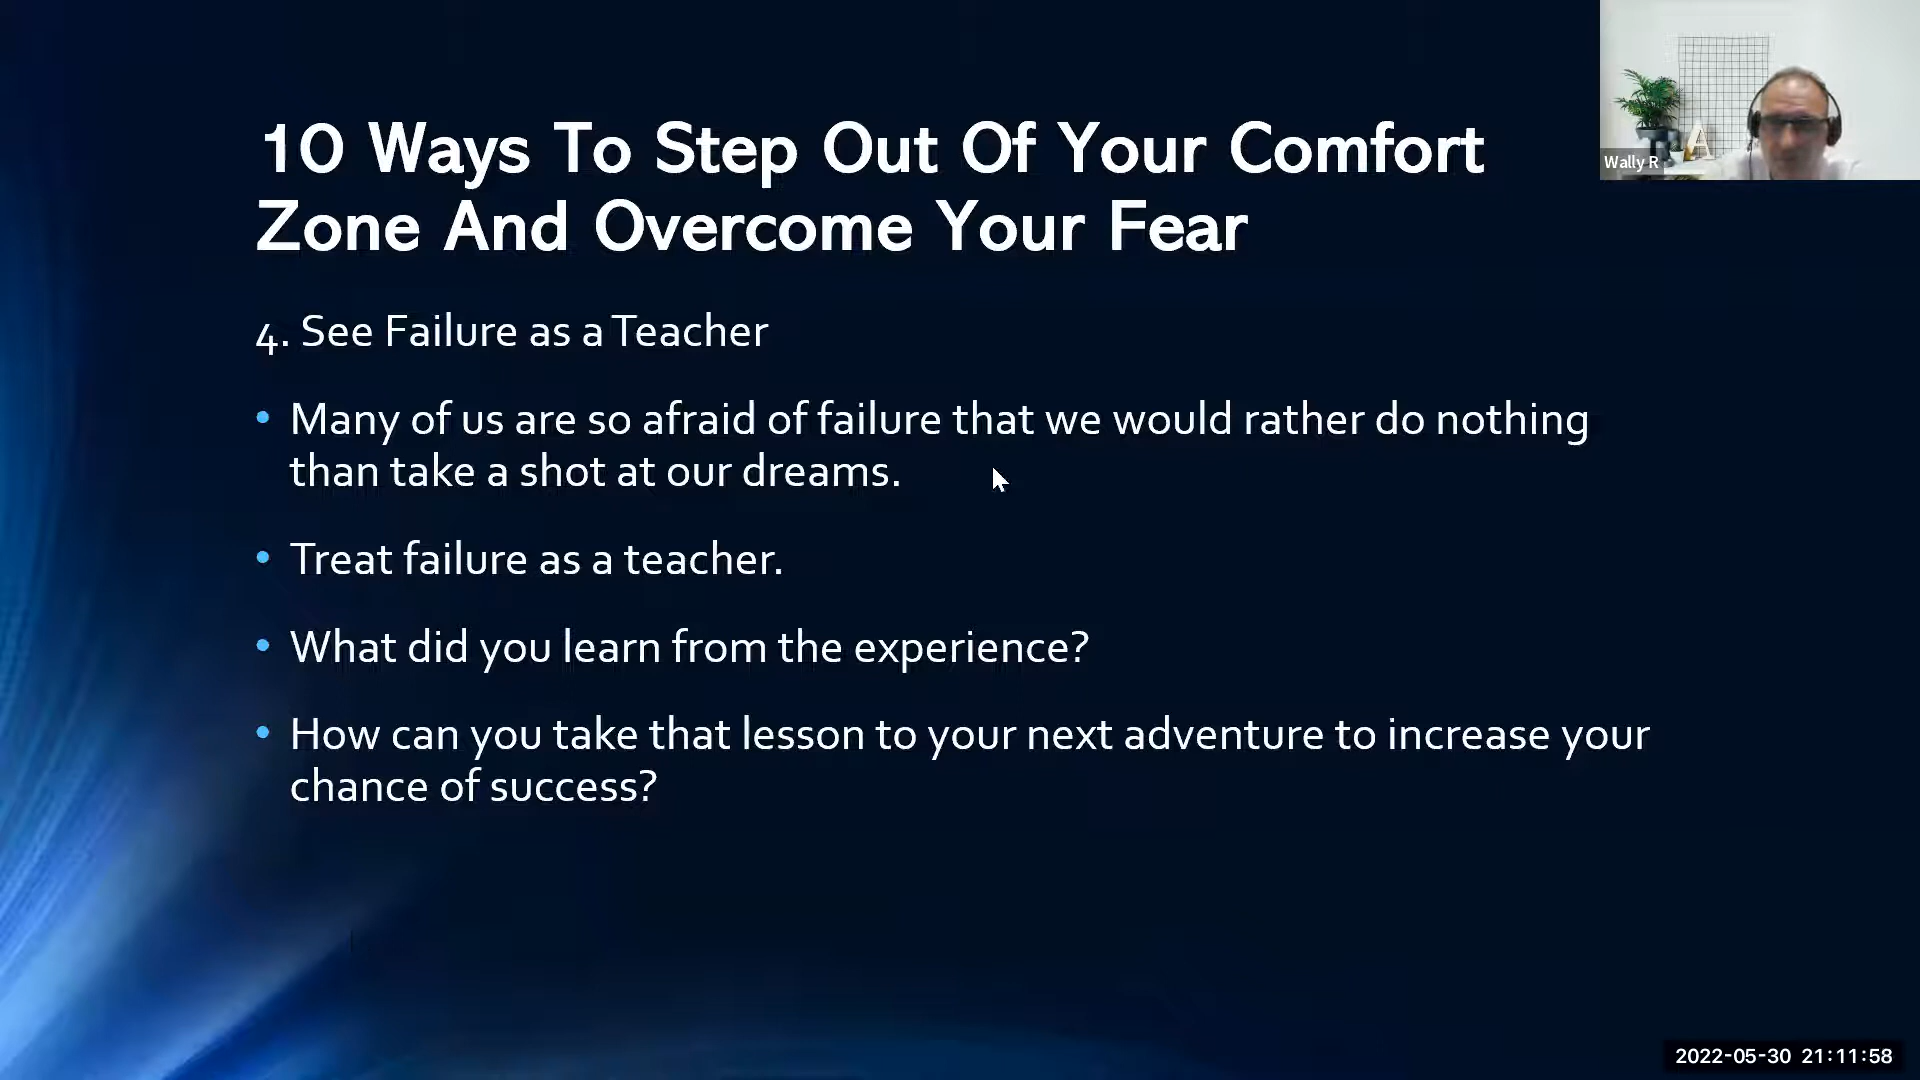 10 Ways To Step Out Of Your Comfort
Zone And Overcome Your Fear
Wally R
4. See Failure as a Teacher
• Many of us are so afraid of failure that we would rather do nothing
than take a shot at our dreams.
• Treat failure as a teacher.
• What did you learn from the experience?
• How can you take that lesson to your next adventure to increase your
chance of success?
2022-05-30 21:11:58